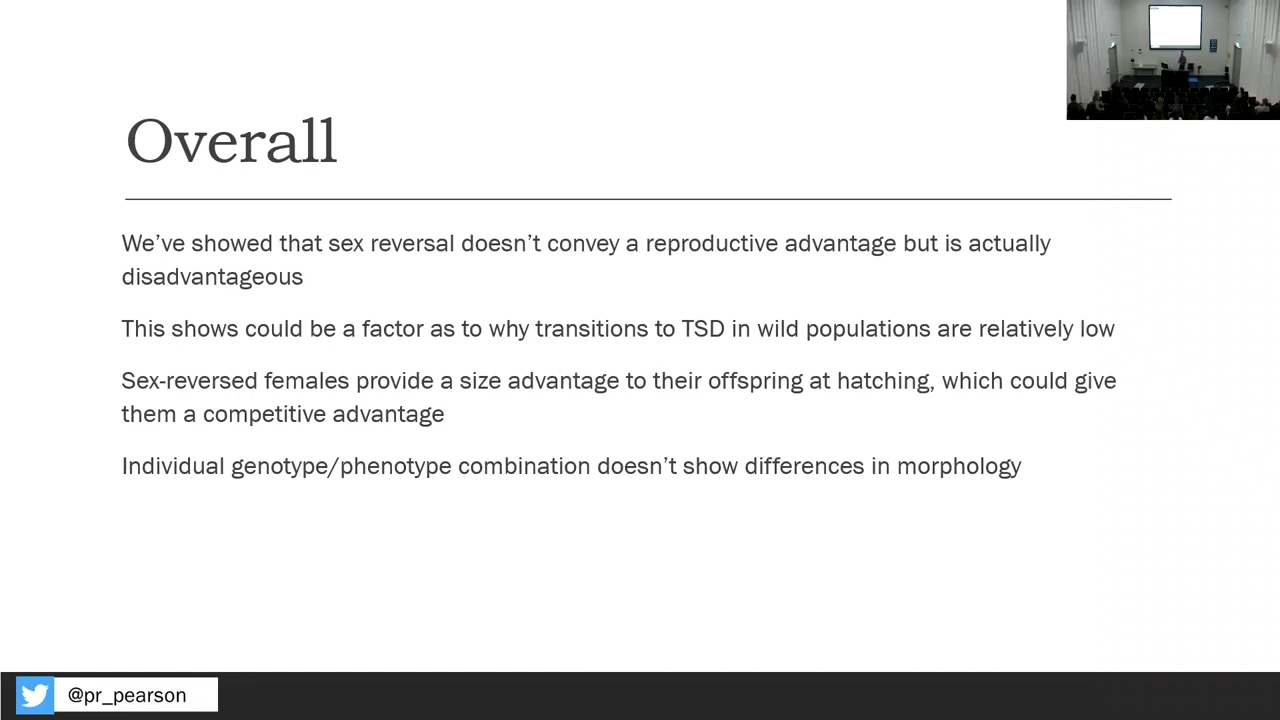 Overall
We’ve showed that sex reversal doesn’t convey a reproductive advantage but is actually
disadvantageous
This shows could be a factor as to why transitions to TSD in wild populations are relatively low
Sex-reversed females provide a size advantage to their offspring at hatching, which could give
them a competitive advantage
Individual genotype/phenotype combination doesn’t show differences in morphology
@pr_pearson